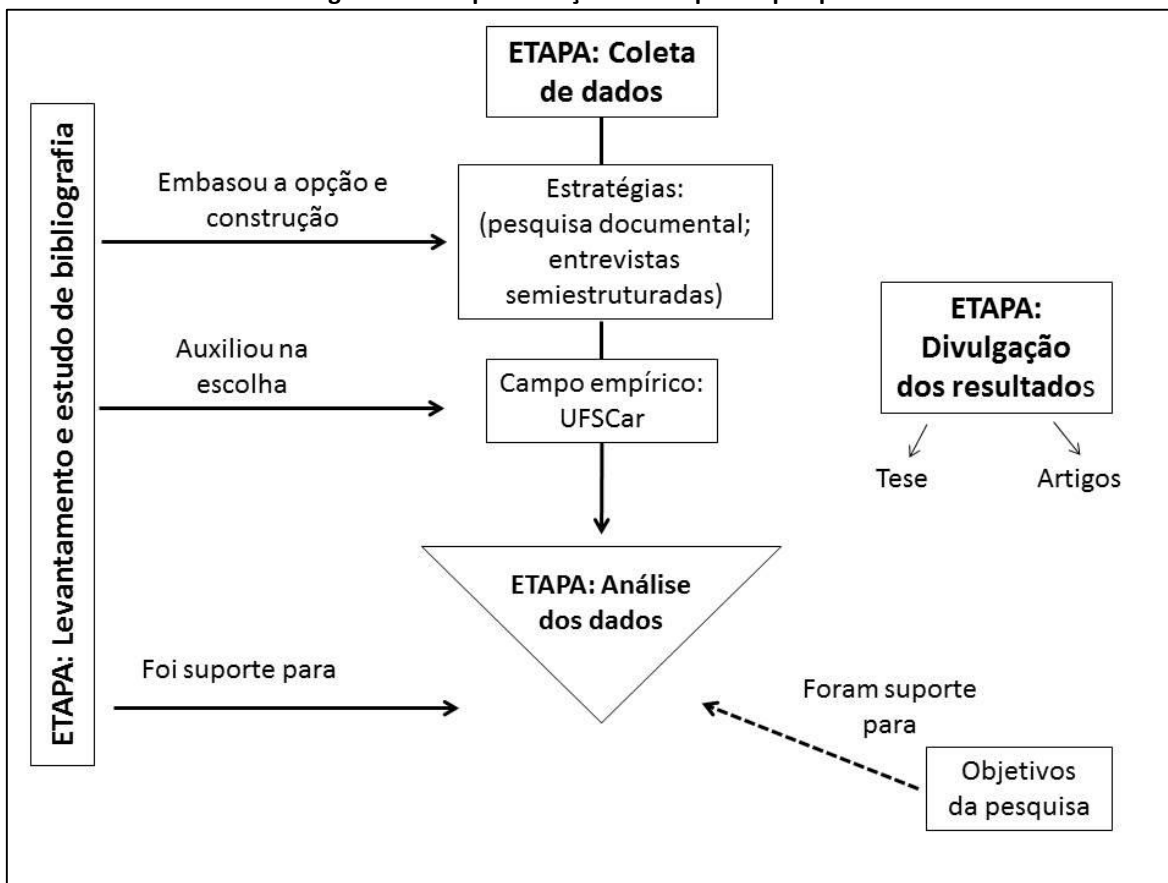 ETAPA: Levantamento e estudo de bibliografia
ETAPA: Coleta
de dados
Embasou a opção e
construção
Estratégias:
(pesquisa documental;
entrevistas
semiestruturadas)
Auxiliou na
escolha
Campo empírico:
UFSCar
ETAPA:
Divulgação
dos resultados
Tese
Artigos
ETAPA: Análise
dos dados
Foi suporte para
Foram suporte
para
Objetivos
da pesquisa